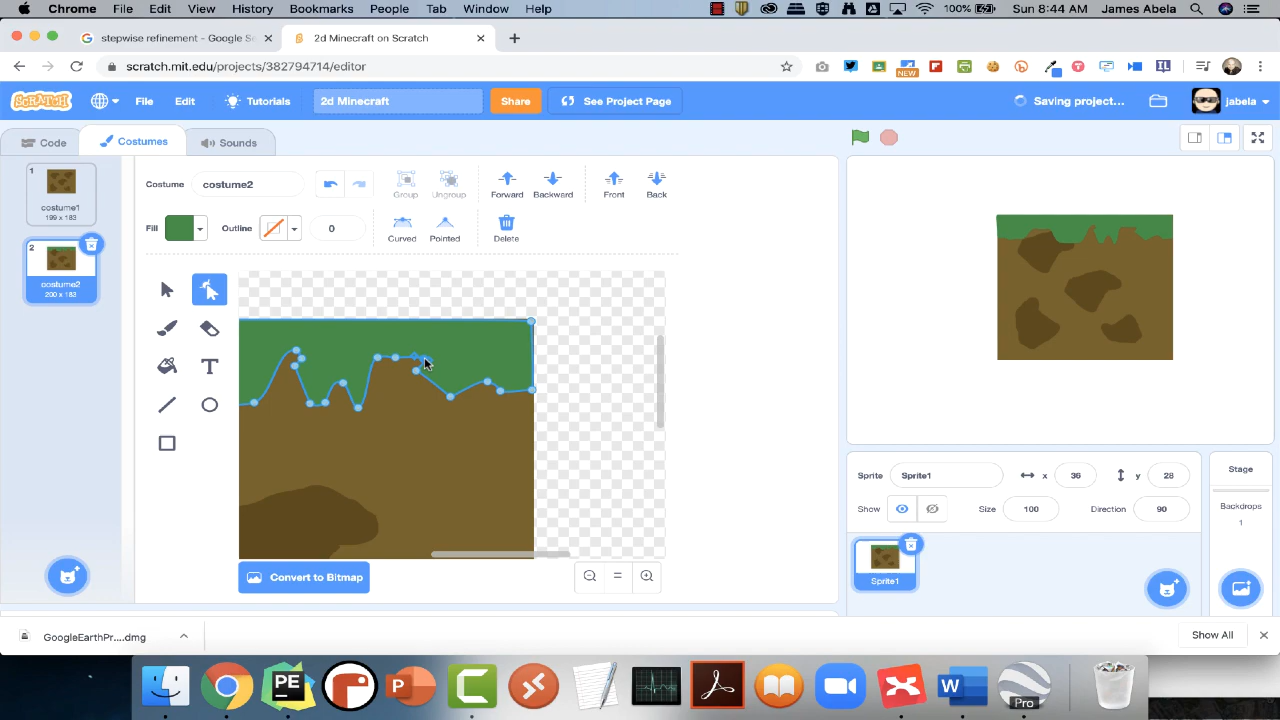 Chrome File Edit View History Bookmarks People Tab Window Help 100% Sun 8:44 AM James Abela
stepwise refinement - Google Se
2d Minecraft on Scratch
scratch.mit.edu/projects/382794714/editor
NEW
SCRATCH File Edit Tutorials 2d Minecraft Share See Project Page Saving project... jabela
Code Costumes Sounds
1
costume1
199 x 183
2
costume2
200 x 183
Costume costume2 Group Ungroup Forward Backward Front Back
Fill Outline 0 Curved Pointed Delete
T
Convert to Bitmap
Sprite Sprite1 x 36 y 28
Show Size 100 Direction 90
Sprite1
Stage
Backdrops
1
GoogleEarthPr....dmg Show All
PE P W Pro